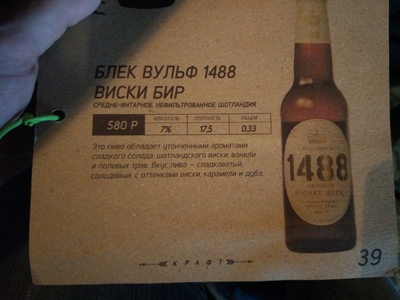 БЛЕК ВУЛЬФ 1488
ВИСКИ БИР
СРЕДНЕ-ЯНТАРНОЕ НЕФИЛЬТРОВАННОЕ ШОТЛАНДИЯ
580 Р
АЛКОГОЛЬ ПЛОТНОСТЬ ОБЪЕМ
7% 17,5 0,33
Это пиво обладает утонченными ароматами
сладкого солода, шотландского виски, ванили
и полевых трав. Вкус пива – сладковатый,
солодовый, с оттенками виски, карамели и дуба.
1488
WHISKY BEER
КРАФТ
39